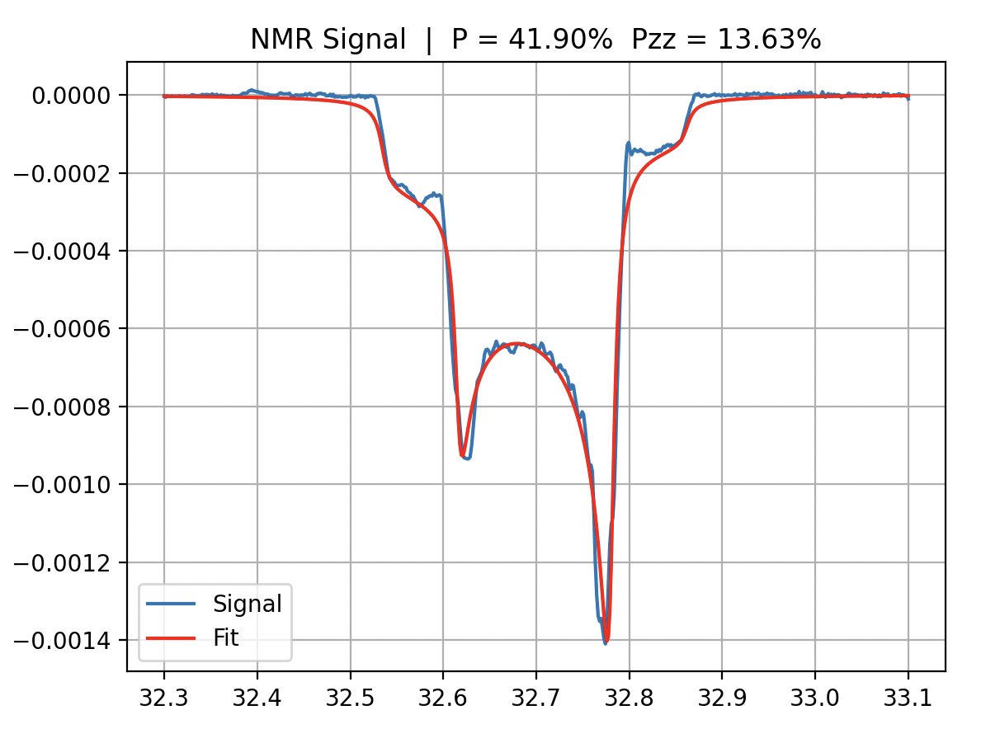 NMR Signal | P = 41.90% Pzz = 13.63%
0.0000
−0.0002
−0.0004
−0.0006
−0.0008
−0.0010
−0.0012
−0.0014
Signal
Fit
32.3 32.4 32.5 32.6 32.7 32.8 32.9 33.0 33.1